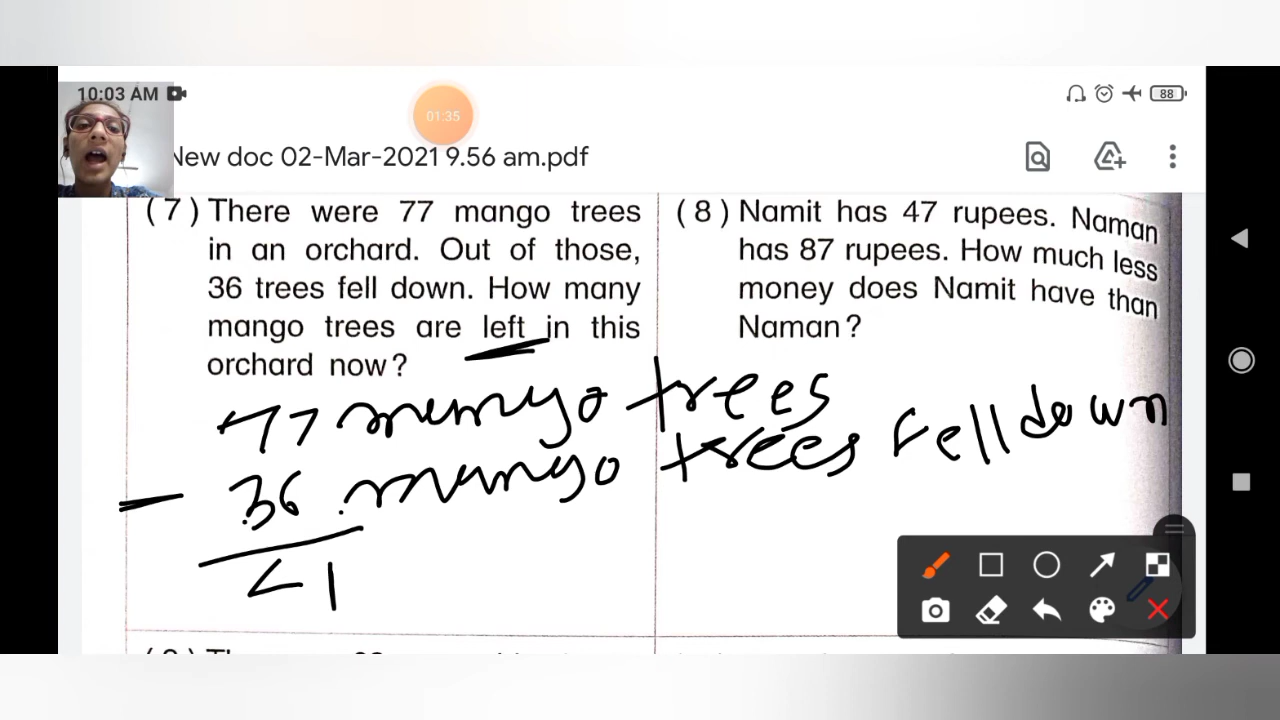 10:03 AM
01:35
88
New doc 02-Mar-2021 9.56 am.pdf
(7) There were 77 mango trees
in an orchard. Out of those,
36 trees fell down. How many
mango trees are left in this
orchard now?
(8) Namit has 47 rupees. Naman
has 87 rupees. How much less
money does Namit have than
Naman?
77 mango trees
- 36 mango trees fell down
41